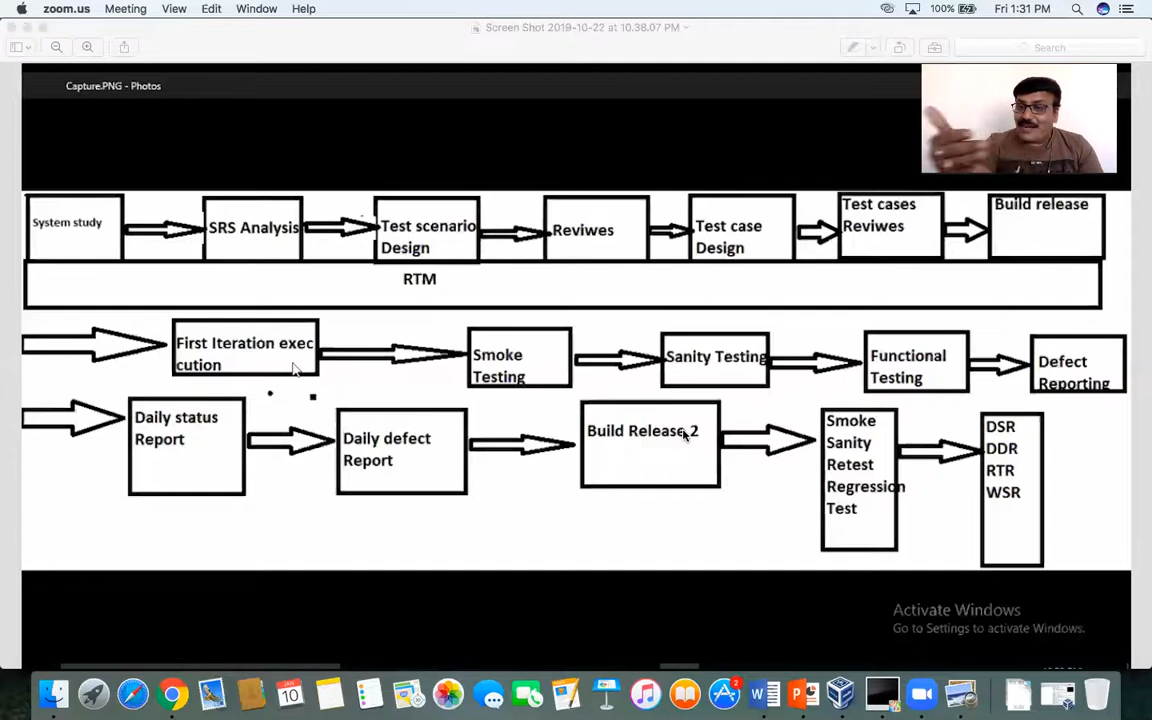 zoom.us Meeting View Edit Window Help 100% Fri 1:31 PM
Screen Shot 2019-10-22 at 10.38.07 PM
Search
Capture.PNG - Photos
System study
SRS Analysis
Test scenario
Design
Reviwes
Test case
Design
Test cases
Reviwes
Build release
RTM
First Iteration exec
cution
Smoke
Testing
Sanity Testing
Functional
Testing
Defect
Reporting
Daily status
Report
Daily defect
Report
Build Release 2
Smoke
Sanity
Retest
Regression
Test
DSR
DDR
RTR
WSR
Activate Windows
Go to Settings to activate Windows.
JAN
10
2